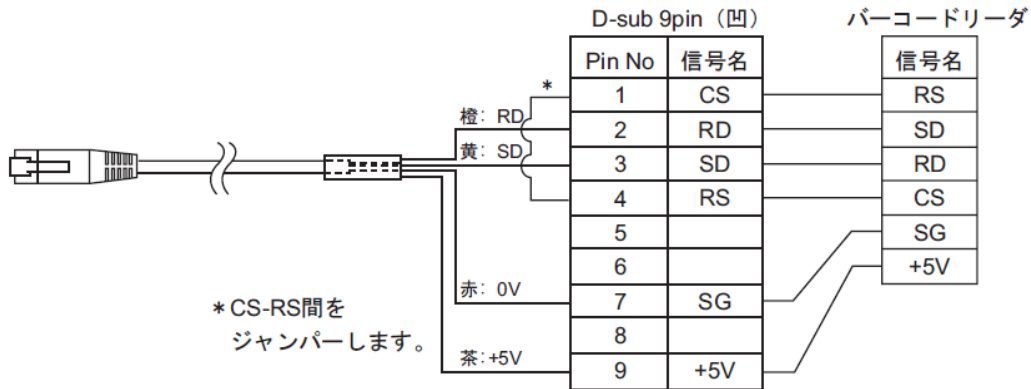 D-sub 9pin（凹）
バーコードリーダ
Pin No 信号名
信号名
*
1 CS RS
橙：RD
2 RD SD
黄：SD
3 SD RD
4 RS CS
5 SG
6 +5V
赤：0V
7 SG
8
茶：+5V
9 +5V
*CS-RS間を
ジャンパーします。